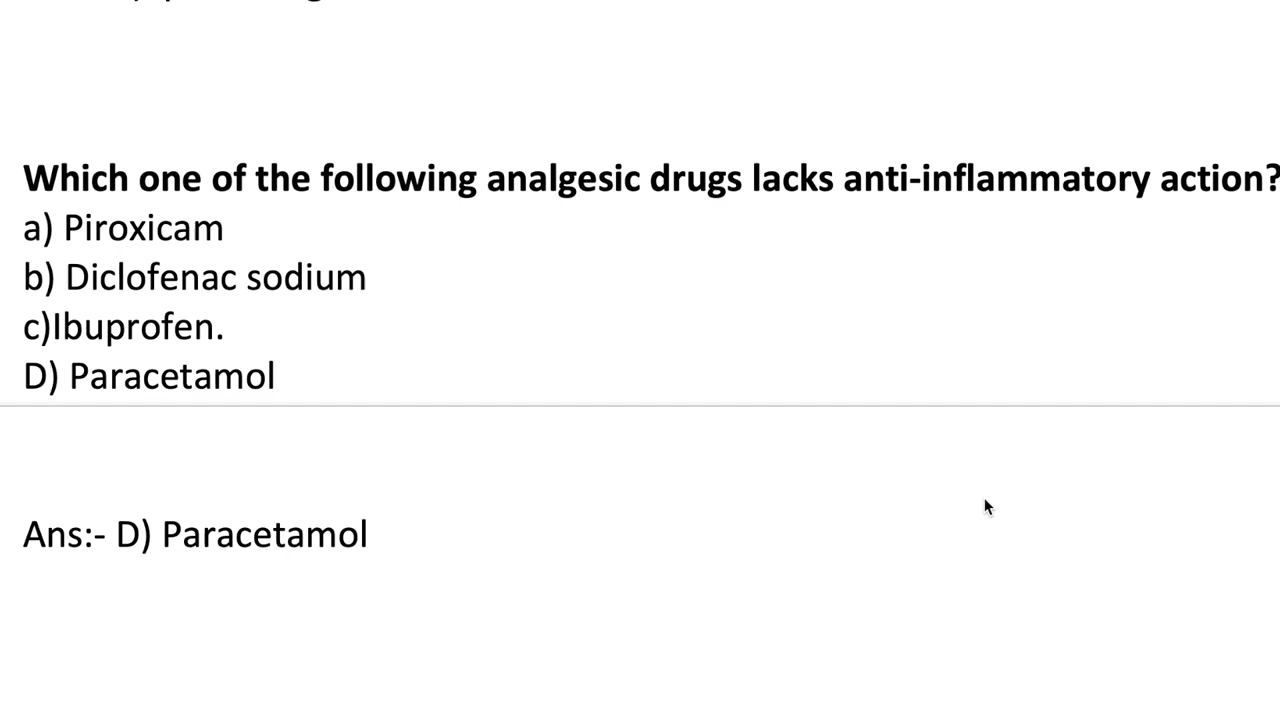 Which one of the following analgesic drugs lacks anti-inflammatory action?
a) Piroxicam
b) Diclofenac sodium
c)Ibuprofen.
D) Paracetamol
Ans:- D) Paracetamol